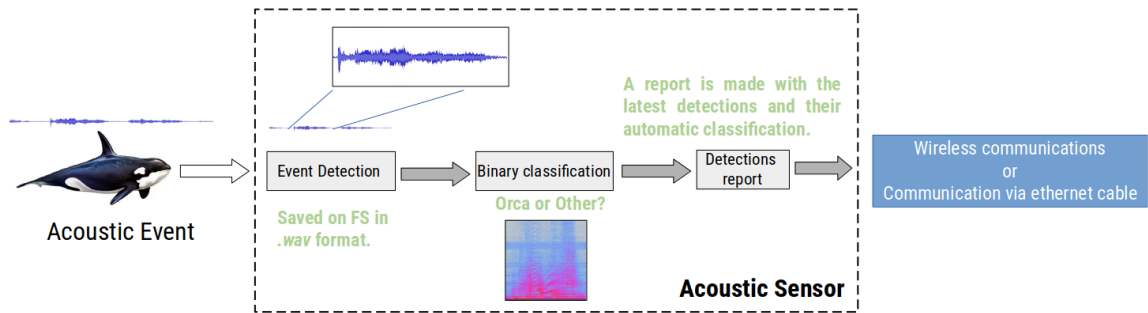 A report is made with the
latest detections and their
automatic classification.
Acoustic Event
Event Detection
Saved on FS in
.wav format.
Binary classification
Orca or Other?
Detections
report
Acoustic Sensor
Wireless communications
or
Communication via ethernet cable